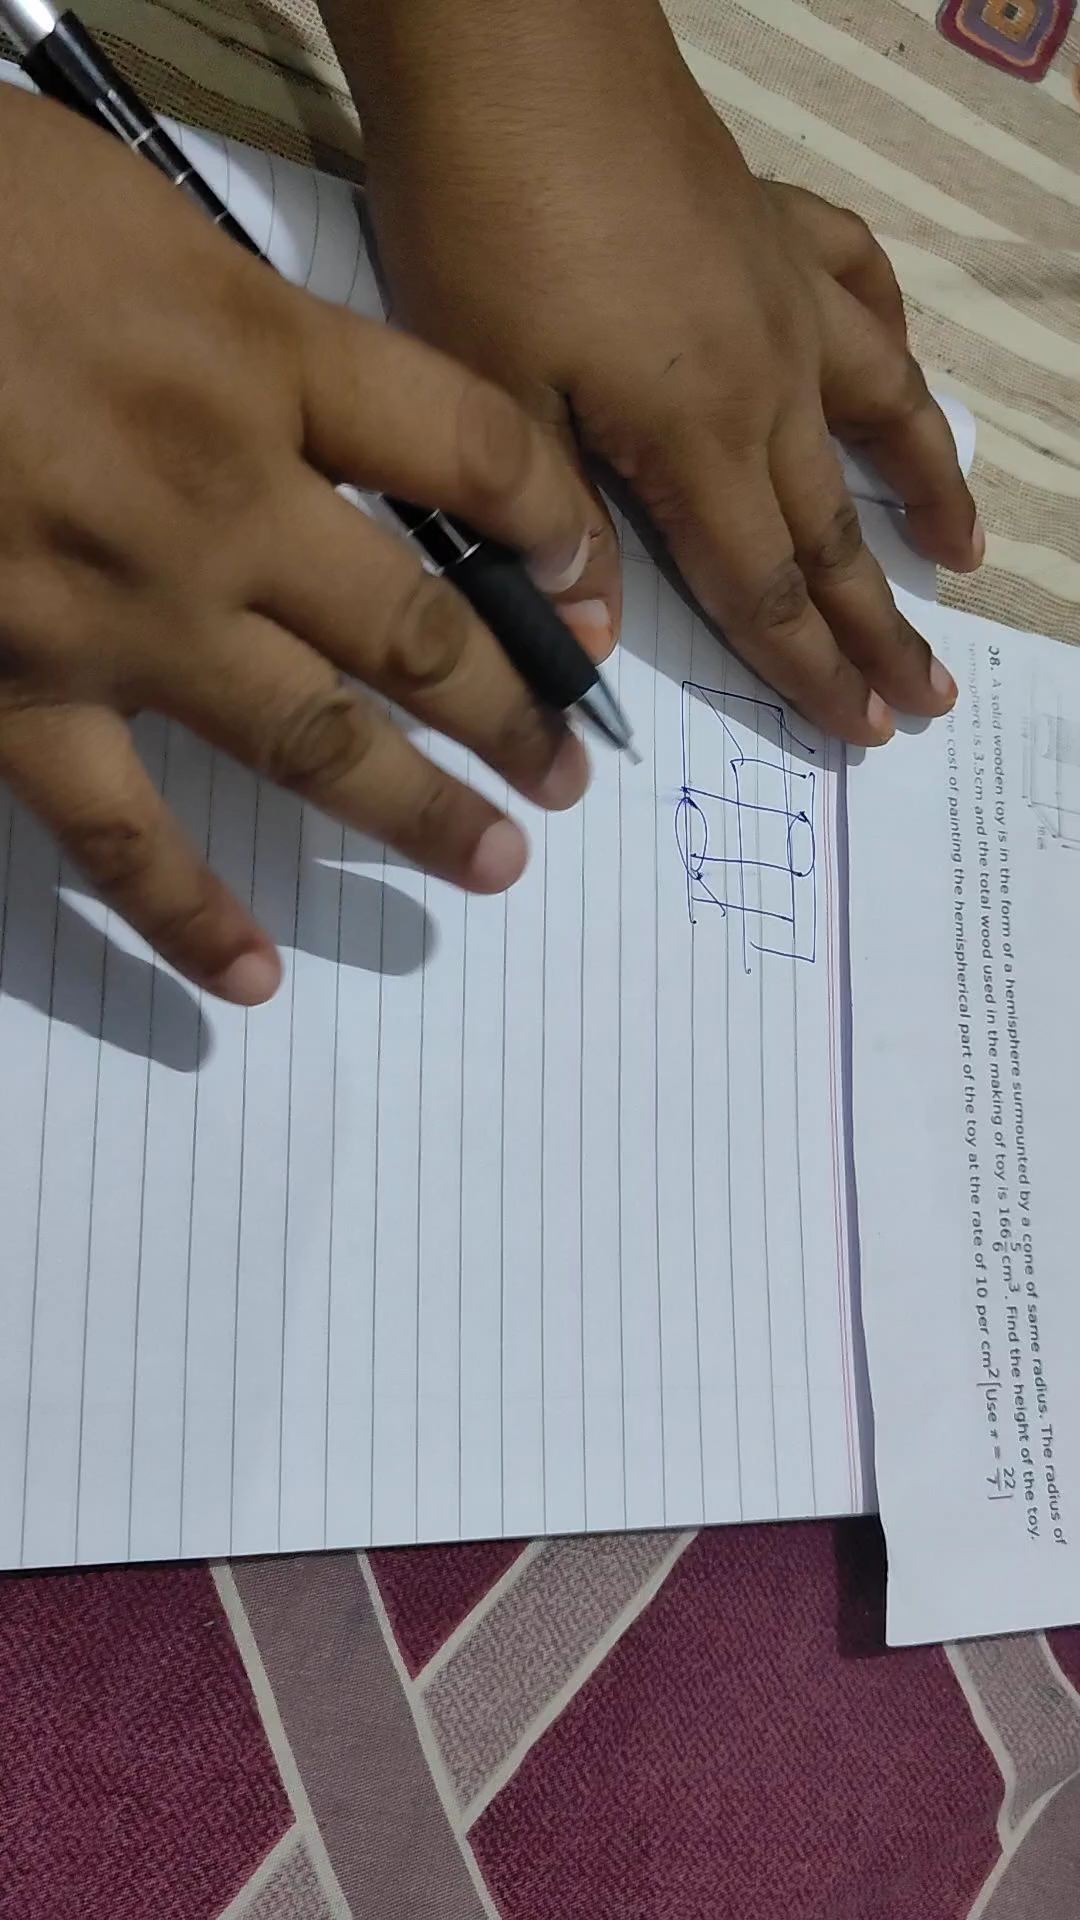 38. A solid wooden toy is in the form of a hemisphere surmounted by a cone of same radius. The radius of
hemisphere is 3.5cm and the total wood used in the making of toy is 166 5/6 cm³. Find the height of the toy.
the cost of painting the hemispherical part of the toy at the rate of 10 per cm² [Use π = 22/7]